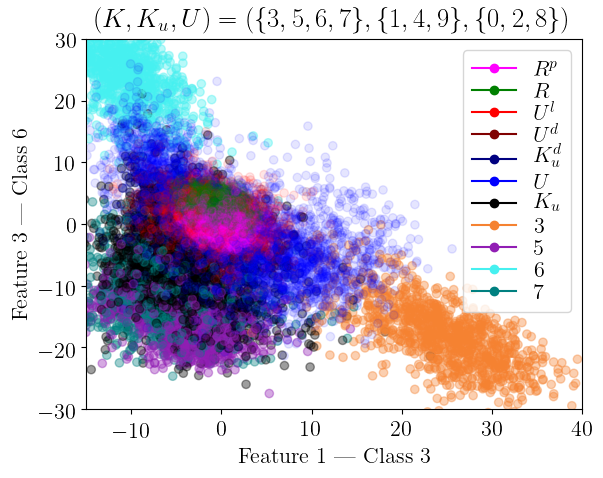 (K, K_u, U) = ({3, 5, 6, 7}, {1, 4, 9}, {0, 2, 8})
30
20
10
0
−10
−20
−30
Feature 3 — Class 6
R^p
R
U^l
U^d
K_u^d
U
K_u
3
5
6
7
−10
0
10
20
30
40
Feature 1 — Class 3